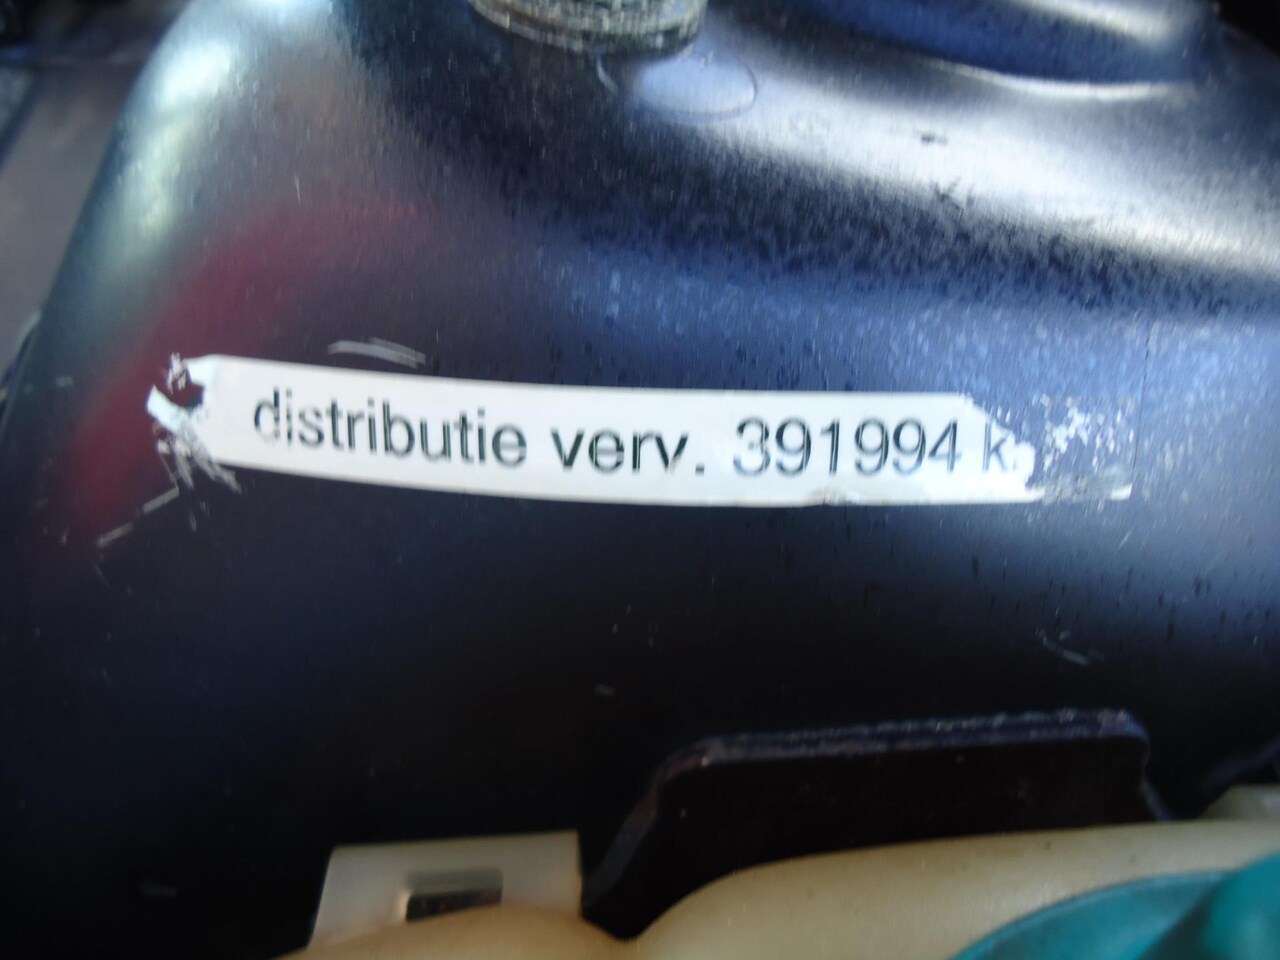 distributie verv. 391994 k